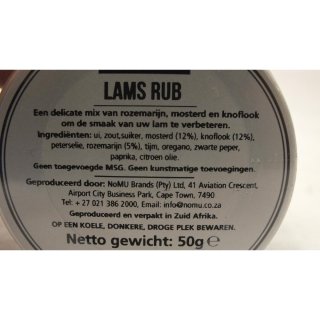 LAMS RUB
Een delicate mix van rozemarijn, mosterd en knoflook
om de smaak van uw lam te verbeteren.
Ingrediënten: ui, zout,suiker, mosterd (12%), knoflook (12%),
peterselie, rozemarijn (5%), tijm, oregano, zwarte peper,
paprika, citroen olie.
Geen toegevoegde MSG. Geen kunstmatige toevoegingen.
Geproduceerd door: NoMU Brands (Pty) Ltd, 41 Aviation Crescent,
Airport City Business Park, Cape Town, 7490
Tel: + 27 021 386 2000, Email: info@nomu.co.za
Geproduceerd en verpakt in Zuid Afrika.
OP EEN KOELE, DONKERE, DROGE PLEK BEWAREN.
Netto gewicht: 50g ℮